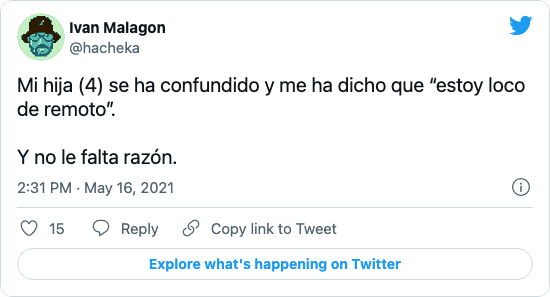 Ivan Malagon
@hacheka
Mi hija (4) se ha confundido y me ha dicho que “estoy loco
de remoto”.
Y no le falta razón.
2:31 PM · May 16, 2021
15 Reply Copy link to Tweet
Explore what's happening on Twitter